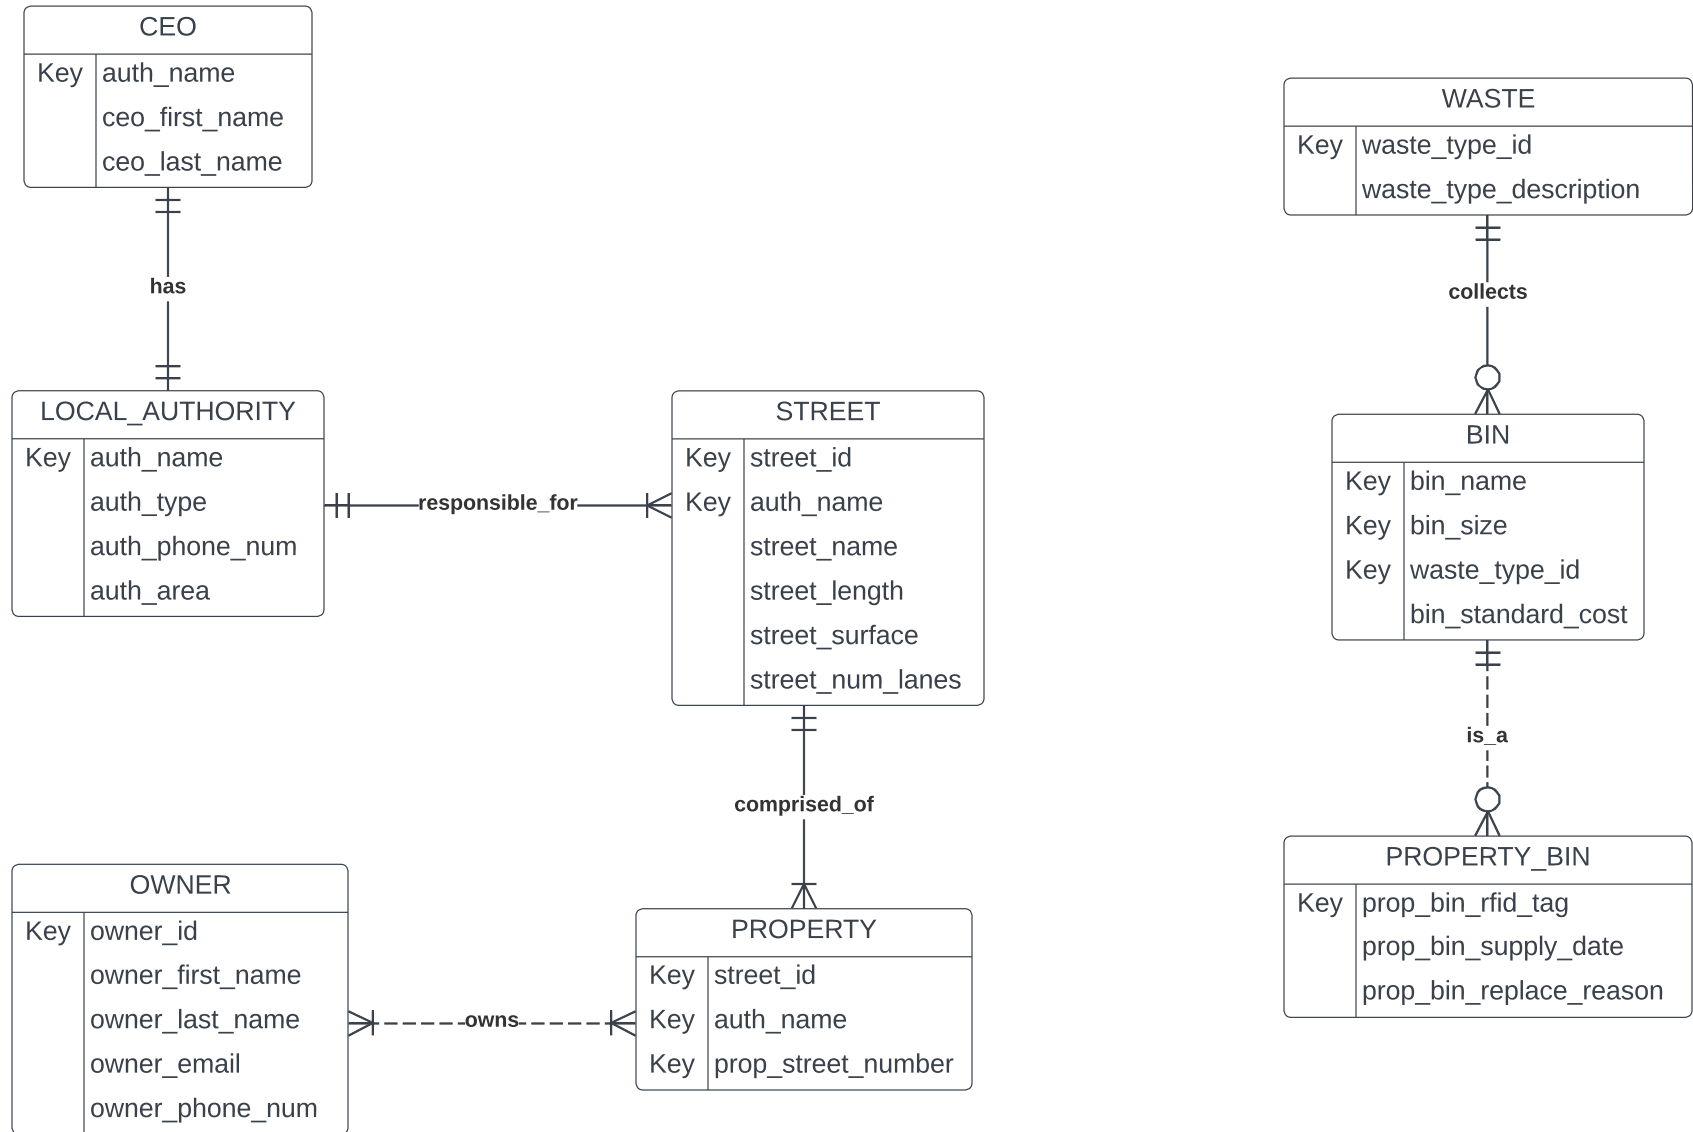 CEO
Key auth_name
ceo_first_name
ceo_last_name
has
LOCAL_AUTHORITY
Key auth_name
auth_type
auth_phone_num
auth_area
responsible_for
STREET
Key street_id
Key auth_name
street_name
street_length
street_surface
street_num_lanes
comprised_of
OWNER
Key owner_id
owner_first_name
owner_last_name
owner_email
owner_phone_num
owns
PROPERTY
Key street_id
Key auth_name
Key prop_street_number
WASTE
Key waste_type_id
waste_type_description
collects
BIN
Key bin_name
Key bin_size
Key waste_type_id
bin_standard_cost
is_a
PROPERTY_BIN
Key prop_bin_rfid_tag
prop_bin_supply_date
prop_bin_replace_reason